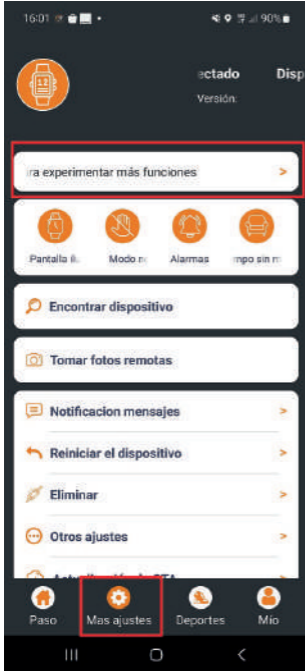 16:01
90%
ectado Disp
Versión:
ra experimentar más funciones >
Pantalla Modo Alarmas mpo sin
Encontrar dispositivo
Tomar fotos remotas
Notificacion mensajes >
Reiniciar el dispositivo >
Eliminar >
Otros ajustes >
Paso Mas ajustes Deportes Mío